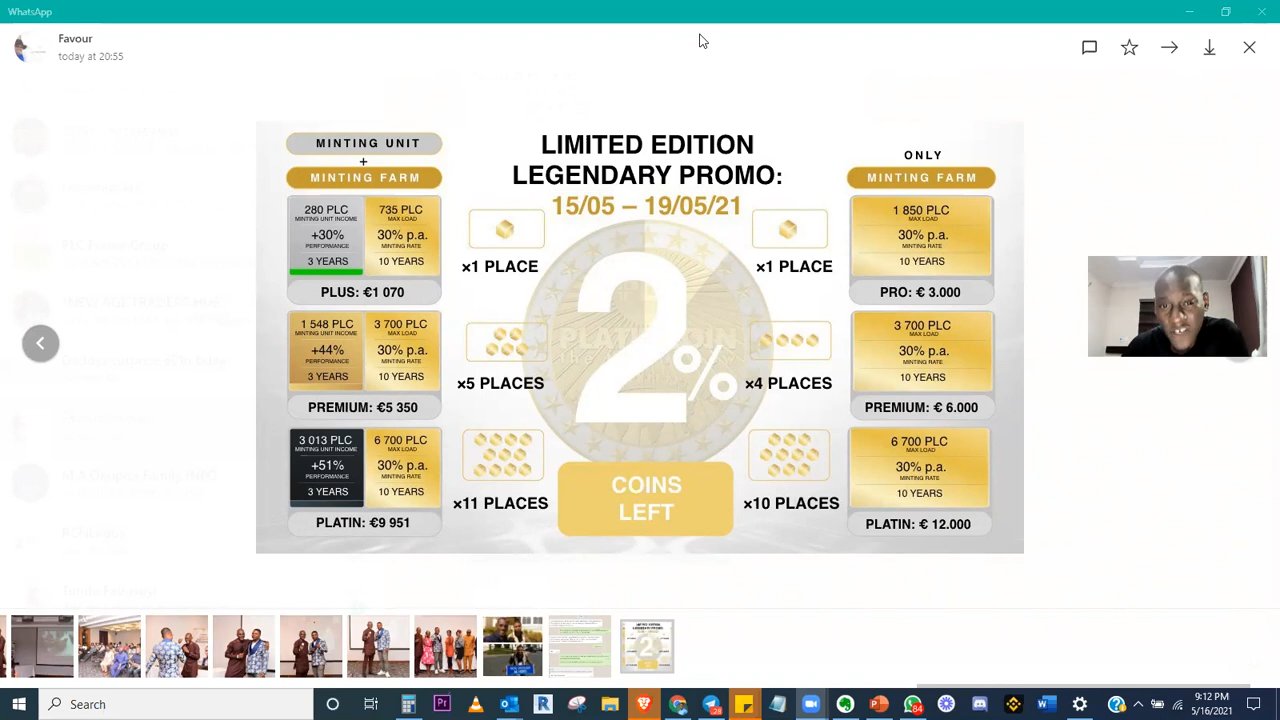 WhatsApp
Favour
today at 20:55
MINTING UNIT
+
MINTING FARM
280 PLC
MINTING UNIT INCOME
+30%
PERFORMANCE
3 YEARS
735 PLC
MAX LOAD
30% p.a.
MINTING RATE
10 YEARS
PLUS: €1 070
1 548 PLC
MINTING UNIT INCOME
+44%
PERFORMANCE
3 YEARS
3 700 PLC
MAX LOAD
30% p.a.
MINTING RATE
10 YEARS
PREMIUM: €5 350
3 013 PLC
MINTING UNIT INCOME
+51%
PERFORMANCE
3 YEARS
6 700 PLC
MAX LOAD
30% p.a.
MINTING RATE
10 YEARS
PLATIN: €9 951
LIMITED EDITION
LEGENDARY PROMO:
15/05 – 19/05/21
×1 PLACE
×5 PLACES
×11 PLACES
2%
COINS
LEFT
×1 PLACE
×4 PLACES
×10 PLACES
ONLY
MINTING FARM
1 850 PLC
MAX LOAD
30% p.a.
MINTING RATE
10 YEARS
PRO: € 3.000
3 700 PLC
MAX LOAD
30% p.a.
MINTING RATE
10 YEARS
PREMIUM: € 6.000
6 700 PLC
MAX LOAD
30% p.a.
MINTING RATE
10 YEARS
PLATIN: € 12.000
Search
9:12 PM
5/16/2021